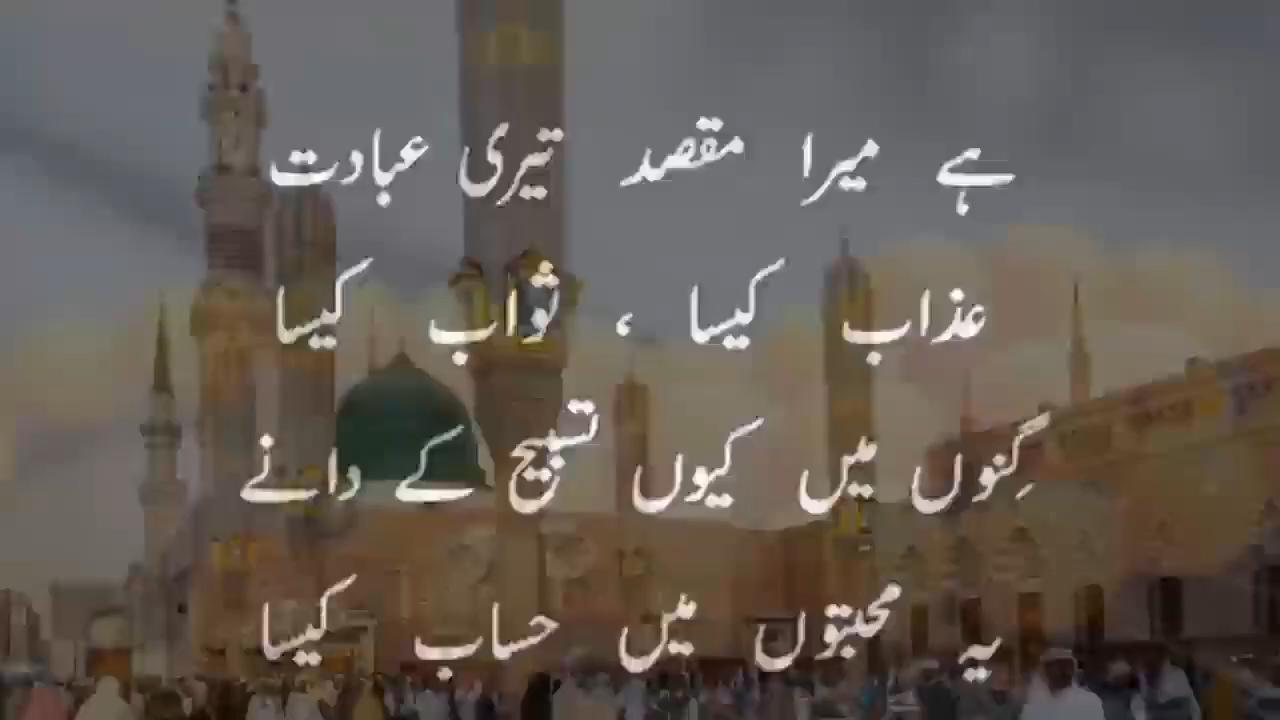 ہے میرا مقصد تیری عبادت
عذاب کیسا ، ثواب کیسا
گِنوں میں کیوں تسبیح کے دانے
یہ محبتوں میں حساب کیسا